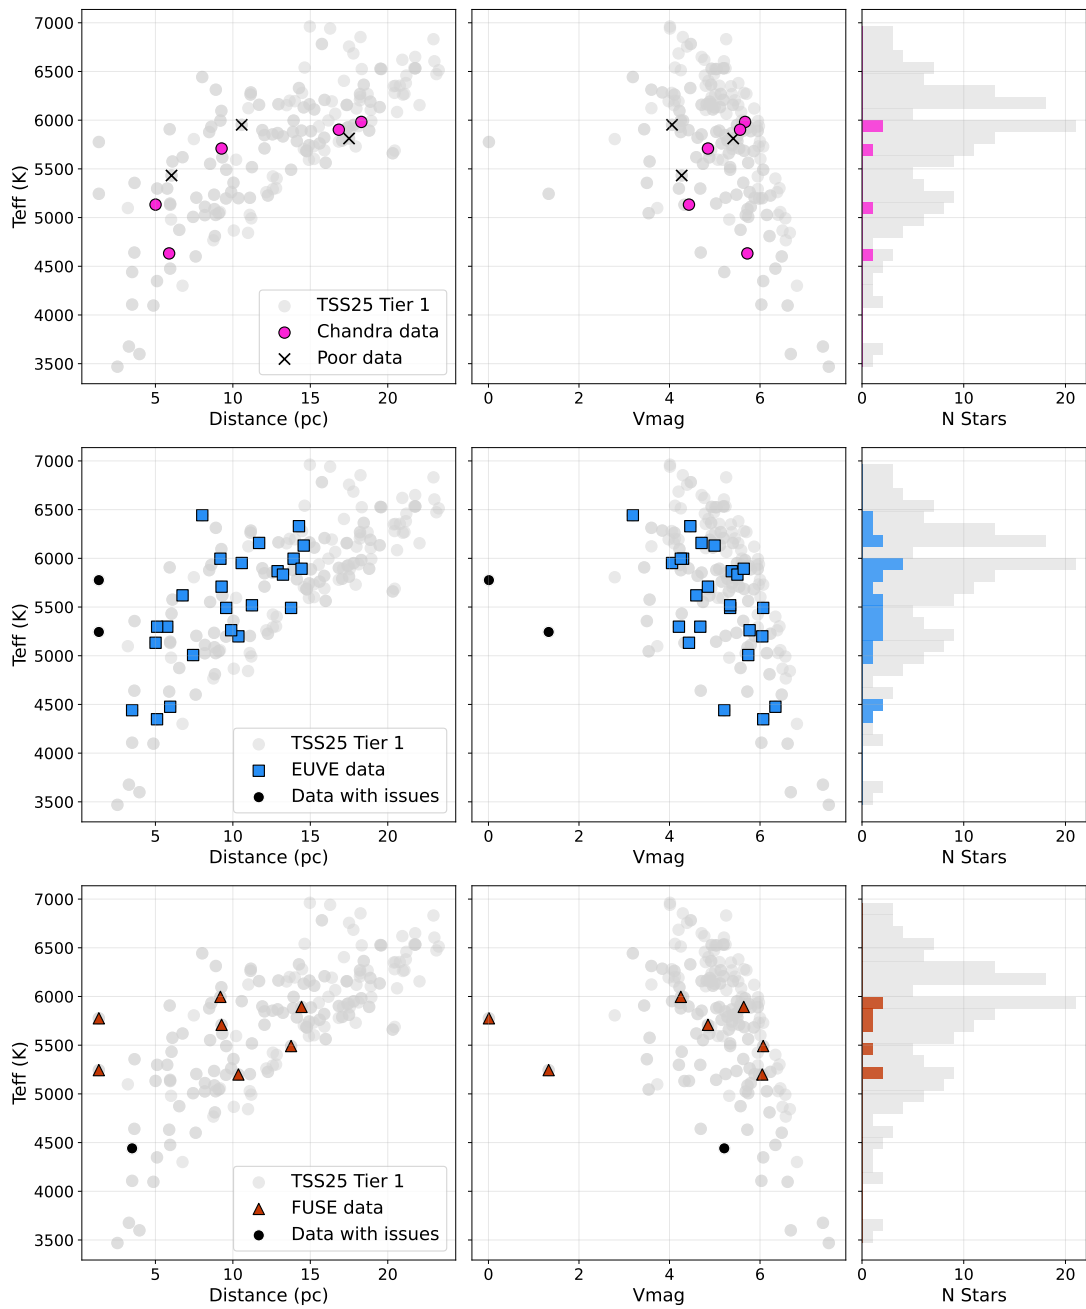 7000
6500
6000
5500
5000
4500
4000
3500
Teff (K)
5 10 15 20
Distance (pc)
TSS25 Tier 1
Chandra data
Poor data
0 2 4 6
Vmag
0 10 20
N Stars
7000
6500
6000
5500
5000
4500
4000
3500
Teff (K)
5 10 15 20
Distance (pc)
TSS25 Tier 1
EUVE data
Data with issues
0 2 4 6
Vmag
0 10 20
N Stars
7000
6500
6000
5500
5000
4500
4000
3500
Teff (K)
5 10 15 20
Distance (pc)
TSS25 Tier 1
FUSE data
Data with issues
0 2 4 6
Vmag
0 10 20
N Stars